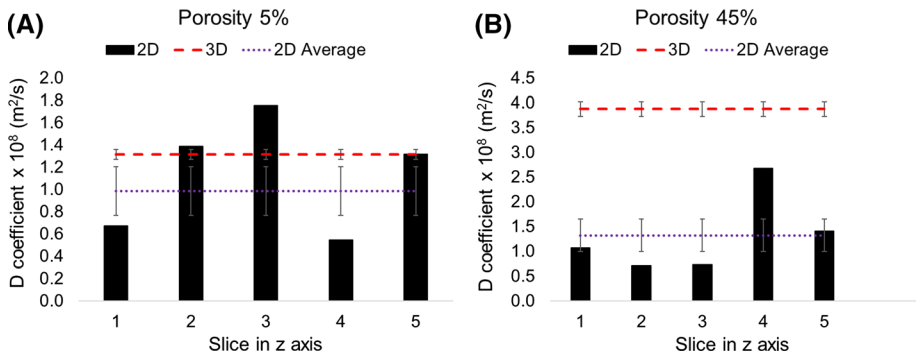 (A)
Porosity 5%
2D 3D 2D Average
D coefficient x 10⁸ (m²/s)
2.0
1.8
1.6
1.4
1.2
1.0
0.8
0.6
0.4
0.2
0.0
1 2 3 4 5
Slice in z axis
(B)
Porosity 45%
2D 3D 2D Average
D coefficient x 10⁸ (m²/s)
4.5
4.0
3.5
3.0
2.5
2.0
1.5
1.0
0.5
0.0
1 2 3 4 5
Slice in z axis